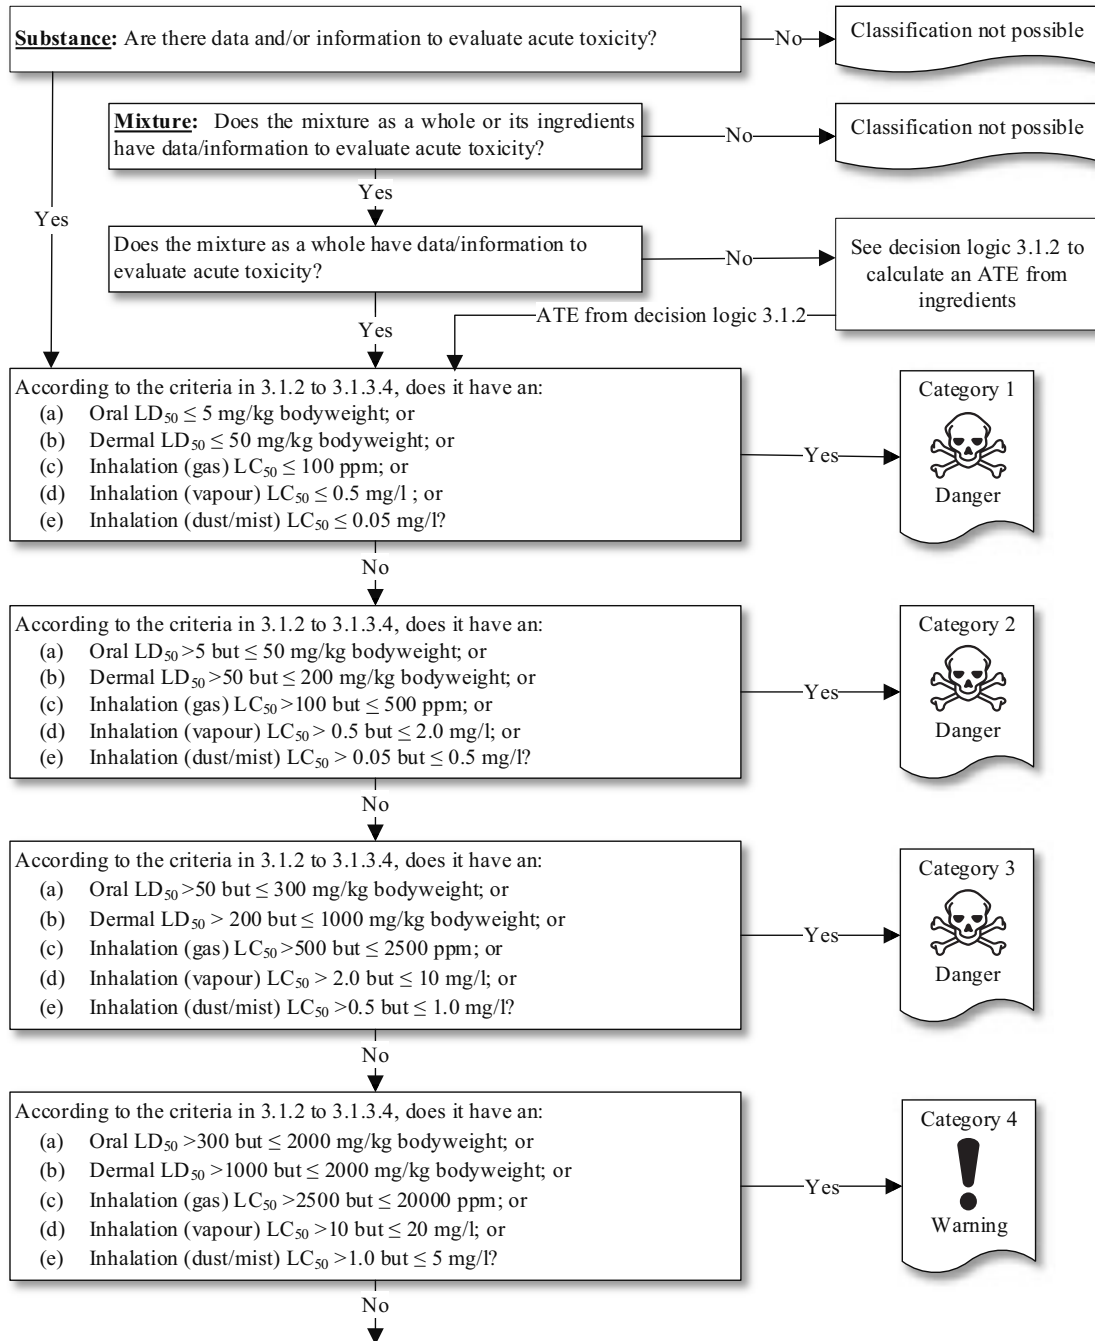 Substance: Are there data and/or information to evaluate acute toxicity?
No
Classification not possible
Mixture: Does the mixture as a whole or its ingredients
have data/information to evaluate acute toxicity?
No
Classification not possible
Yes
Yes
Does the mixture as a whole have data/information to
evaluate acute toxicity?
No
See decision logic 3.1.2 to
calculate an ATE from
ingredients
ATE from decision logic 3.1.2
Yes
According to the criteria in 3.1.2 to 3.1.3.4, does it have an:
(a) Oral LD50 ≤ 5 mg/kg bodyweight; or
(b) Dermal LD50 ≤ 50 mg/kg bodyweight; or
(c) Inhalation (gas) LC50 ≤ 100 ppm; or
(d) Inhalation (vapour) LC50 ≤ 0.5 mg/l ; or
(e) Inhalation (dust/mist) LC50 ≤ 0.05 mg/l?
Yes
Category 1
Danger
No
According to the criteria in 3.1.2 to 3.1.3.4, does it have an:
(a) Oral LD50 >5 but ≤ 50 mg/kg bodyweight; or
(b) Dermal LD50 >50 but ≤ 200 mg/kg bodyweight; or
(c) Inhalation (gas) LC50 >100 but ≤ 500 ppm; or
(d) Inhalation (vapour) LC50 > 0.5 but ≤ 2.0 mg/l; or
(e) Inhalation (dust/mist) LC50 > 0.05 but ≤ 0.5 mg/l?
Yes
Category 2
Danger
No
According to the criteria in 3.1.2 to 3.1.3.4, does it have an:
(a) Oral LD50 >50 but ≤ 300 mg/kg bodyweight; or
(b) Dermal LD50 > 200 but ≤ 1000 mg/kg bodyweight; or
(c) Inhalation (gas) LC50 >500 but ≤ 2500 ppm; or
(d) Inhalation (vapour) LC50 > 2.0 but ≤ 10 mg/l; or
(e) Inhalation (dust/mist) LC50 >0.5 but ≤ 1.0 mg/l?
Yes
Category 3
Danger
No
According to the criteria in 3.1.2 to 3.1.3.4, does it have an:
(a) Oral LD50 >300 but ≤ 2000 mg/kg bodyweight; or
(b) Dermal LD50 >1000 but ≤ 2000 mg/kg bodyweight; or
(c) Inhalation (gas) LC50 >2500 but ≤ 20000 ppm; or
(d) Inhalation (vapour) LC50 >10 but ≤ 20 mg/l; or
(e) Inhalation (dust/mist) LC50 >1.0 but ≤ 5 mg/l?
Yes
Category 4
Warning
No